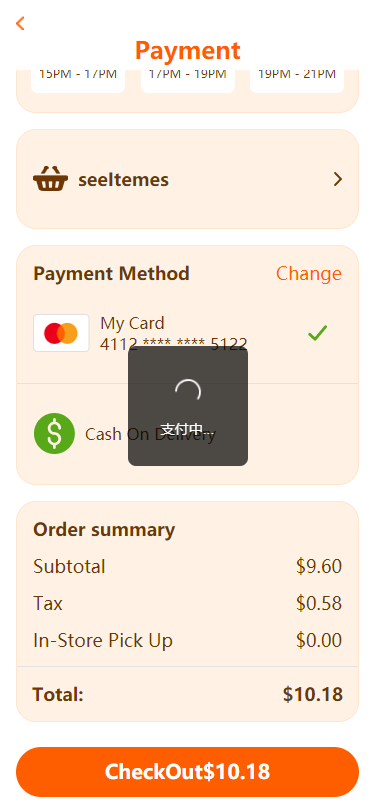 Payment
15PM - 17PM
17PM - 19PM
19PM - 21PM
seeItemes
Payment Method
Change
My Card
4112 **** **** 5122
支付中...
Cash On Delivery
Order summary
Subtotal
$9.60
Tax
$0.58
In-Store Pick Up
$0.00
Total:
$10.18
CheckOut$10.18